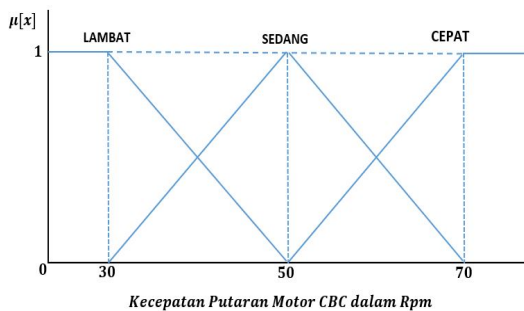 μ[x]
LAMBAT SEDANG CEPAT
1
0
30 50 70
Kecepatan Putaran Motor CBC dalam Rpm